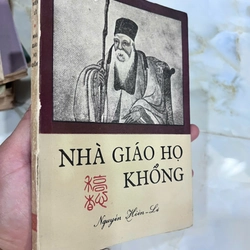 NHÀ GIÁO HỌ
KHỔNG
Nguyễn Hiến-Lê